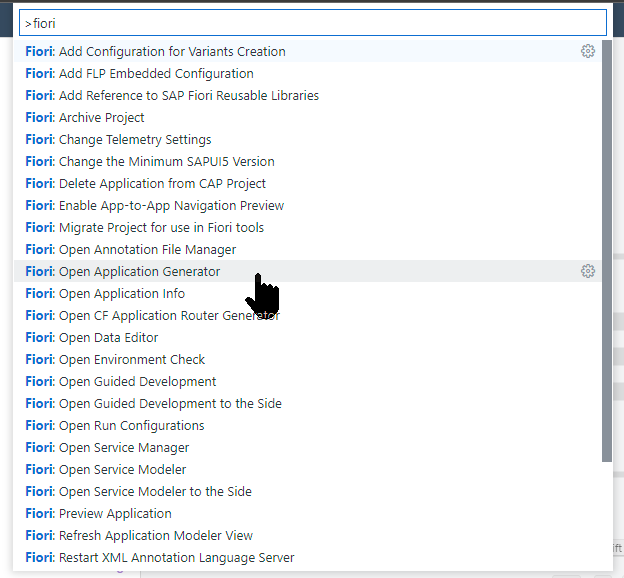 >fiori
Fiori: Add Configuration for Variants Creation
Fiori: Add FLP Embedded Configuration
Fiori: Add Reference to SAP Fiori Reusable Libraries
Fiori: Archive Project
Fiori: Change Telemetry Settings
Fiori: Change the Minimum SAPUI5 Version
Fiori: Delete Application from CAP Project
Fiori: Enable App-to-App Navigation Preview
Fiori: Migrate Project for use in Fiori tools
Fiori: Open Annotation File Manager
Fiori: Open Application Generator
Fiori: Open Application Info
Fiori: Open CF Application Router Generator
Fiori: Open Data Editor
Fiori: Open Environment Check
Fiori: Open Guided Development
Fiori: Open Guided Development to the Side
Fiori: Open Run Configurations
Fiori: Open Service Manager
Fiori: Open Service Modeler
Fiori: Open Service Modeler to the Side
Fiori: Preview Application
Fiori: Refresh Application Modeler View
Fiori: Restart XML Annotation Language Server